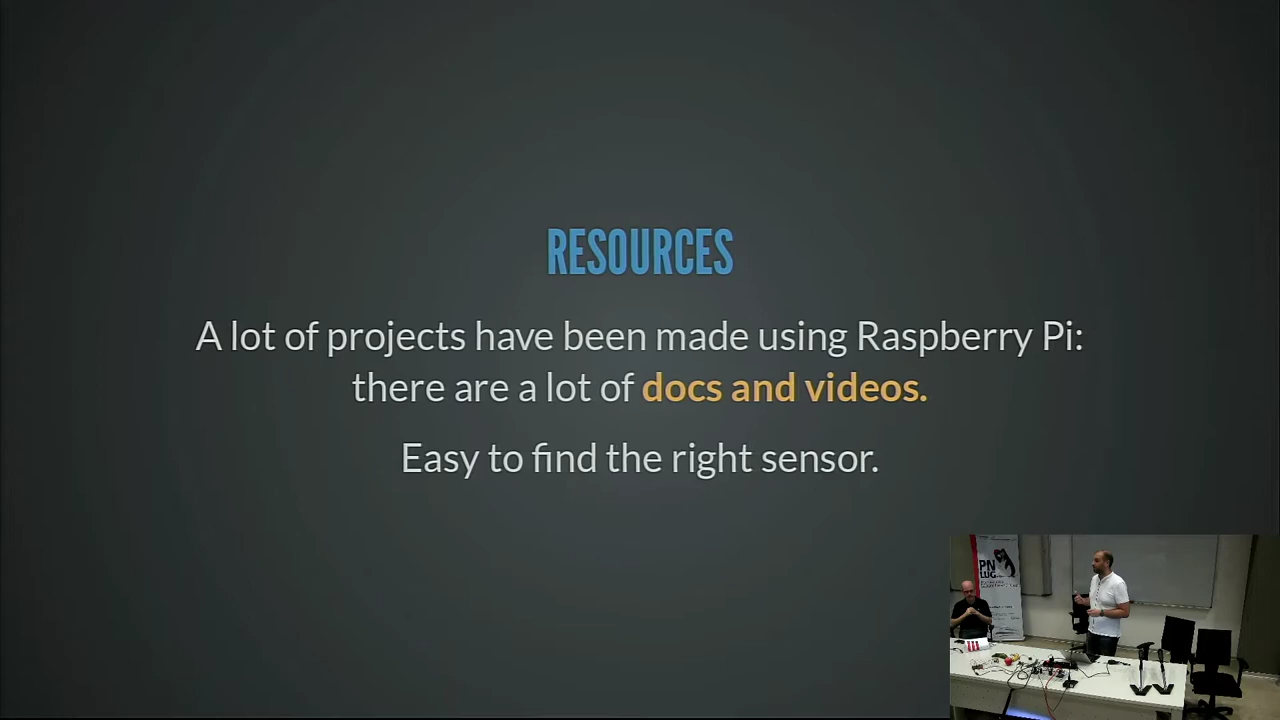 RESOURCES
A lot of projects have been made using Raspberry Pi:
there are a lot of docs and videos.
Easy to find the right sensor.
PN
LUG